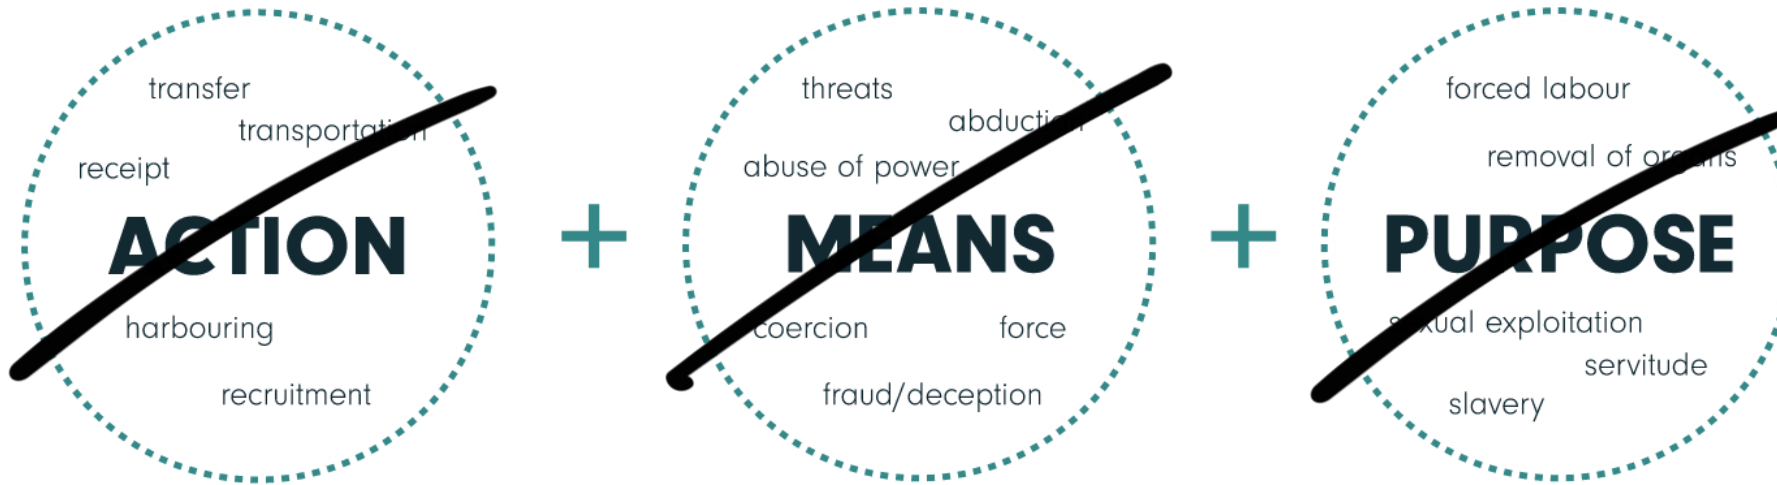 transfer
transportation
receipt
ACTION
harbouring
recruitment
+
threats
abduction
abuse of power
MEANS
coercion force
fraud/deception
+
forced labour
removal of organs
PURPOSE
sexual exploitation
servitude
slavery